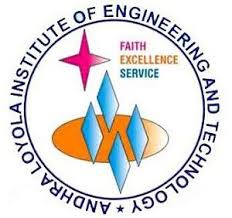 ANDHRA LOYOLA INSTITUTE OF ENGINEERING AND TECHNOLOGY
FAITH
EXCELLENCE
SERVICE